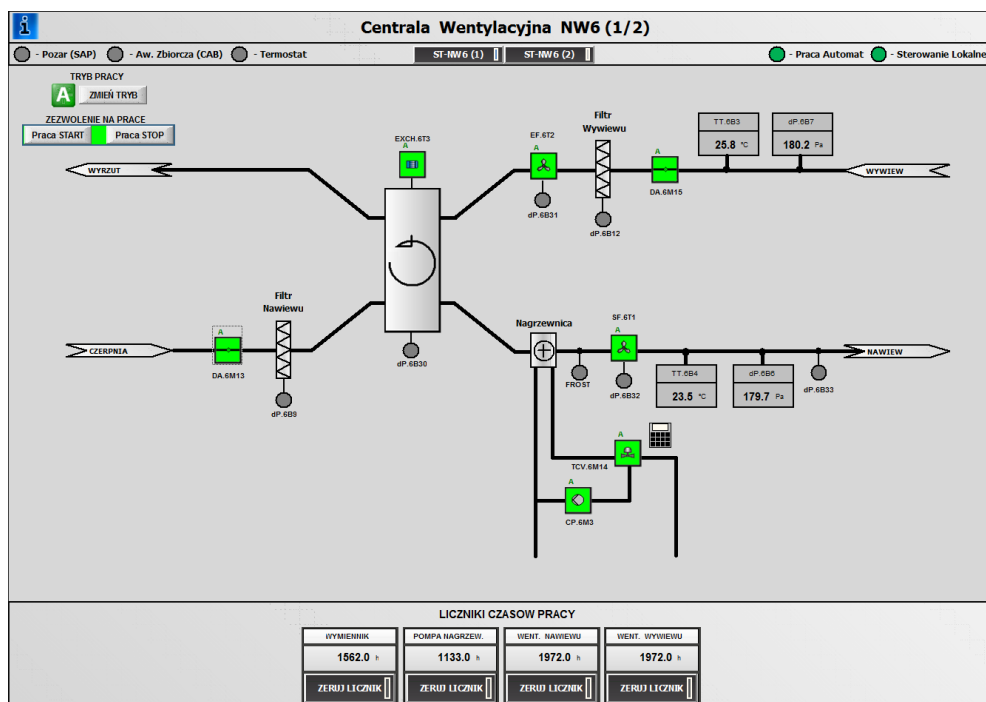 i
Centrala Wentylacyjna NW6 (1/2)
- Pozar (SAP) - Aw. Zbiorcza (CAB) - Termostat ST-NW6 (1) ST-NW6 (2) - Praca Automat - Sterowanie Lokalne
TRYB PRACY
A ZMIEŃ TRYB
ZEZWOLENIE NA PRACE
Praca START Praca STOP
EXCH.6T3
A
EF.6T2
A
Filtr
Wywiewu
A
DA.6M15
TT.6B3
25.8 °C
dP.6B7
180.2 Pa
WYRZUT
WYWIEW
dP.6B31
dP.6B12
Filtr
Nawiewu
A
DA.6M13
CZERPNIA
dP.6B9
dP.6B30
Nagrzewnica
SF.6T1
A
NAWIEW
FROST
dP.6B32
TT.6B4
23.5 °C
dP.6B6
179.7 Pa
dP.6B33
A
TCV.6M14
A
CP.6M3
LICZNIKI CZASOW PRACY
WYMIENNIK POMPA NAGRZEW. WENT. NAWIEWU WENT. WYWIEWU
1562.0 h 1133.0 h 1972.0 h 1972.0 h
ZERUJ LICZNIK ZERUJ LICZNIK ZERUJ LICZNIK ZERUJ LICZNIK